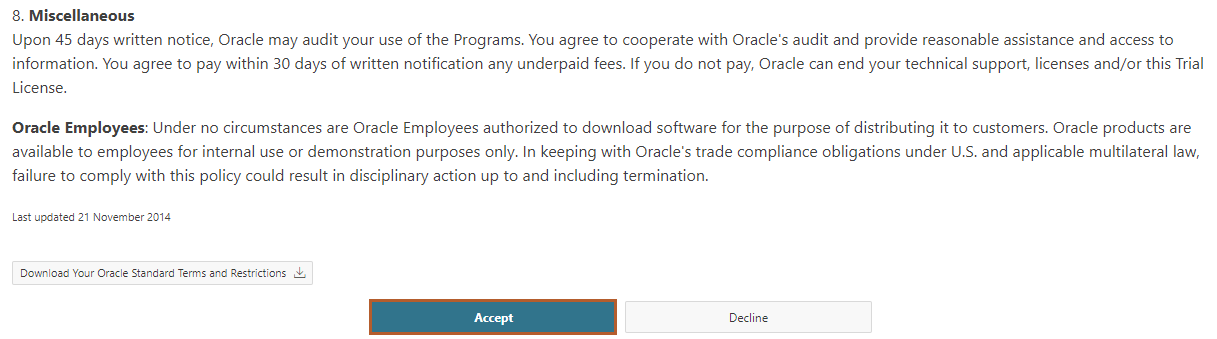 8. Miscellaneous
Upon 45 days written notice, Oracle may audit your use of the Programs. You agree to cooperate with Oracle's audit and provide reasonable assistance and access to
information. You agree to pay within 30 days of written notification any underpaid fees. If you do not pay, Oracle can end your technical support, licenses and/or this Trial
License.
Oracle Employees: Under no circumstances are Oracle Employees authorized to download software for the purpose of distributing it to customers. Oracle products are
available to employees for internal use or demonstration purposes only. In keeping with Oracle's trade compliance obligations under U.S. and applicable multilateral law,
failure to comply with this policy could result in disciplinary action up to and including termination.
Last updated 21 November 2014
Download Your Oracle Standard Terms and Restrictions
Accept
Decline